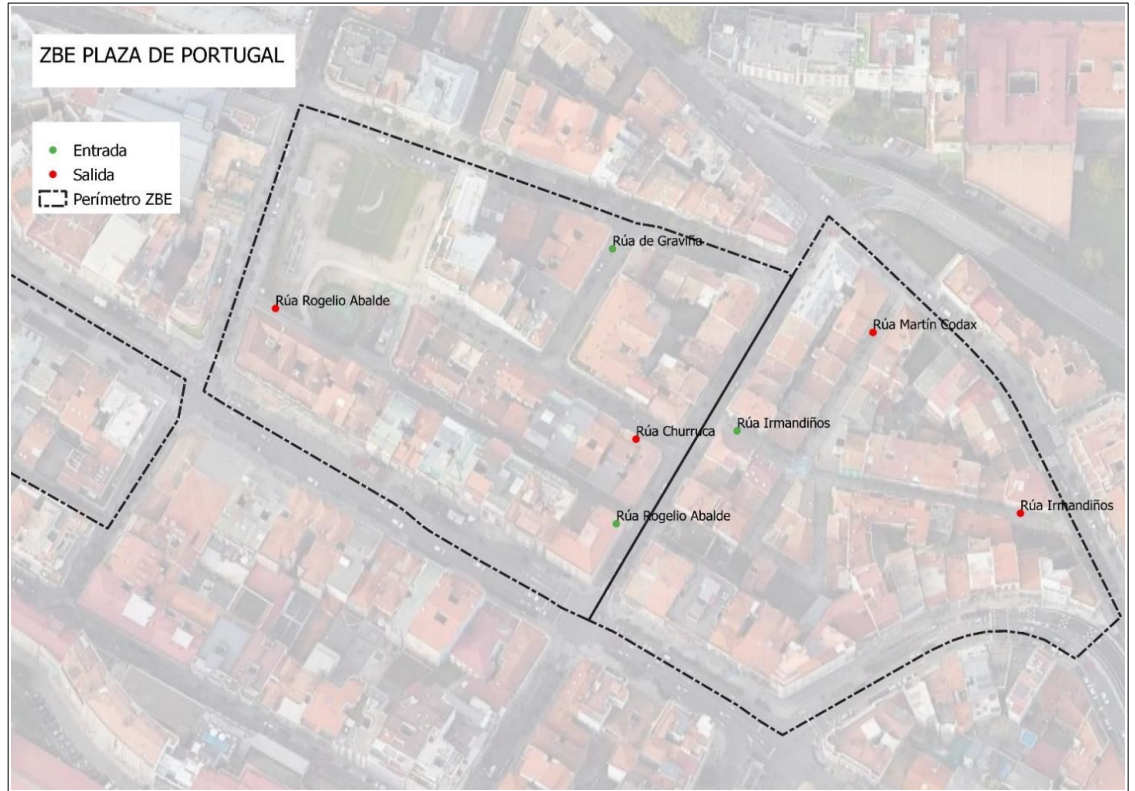 ZBE PLAZA DE PORTUGAL
Entrada
Salida
Perímetro ZBE
Rúa de Graviña
Rúa Rogelio Abalde
Rúa Martín Codax
Rúa Churruca
Rúa Irmandiños
Rúa Rogelio Abalde
Rúa Irmandiños